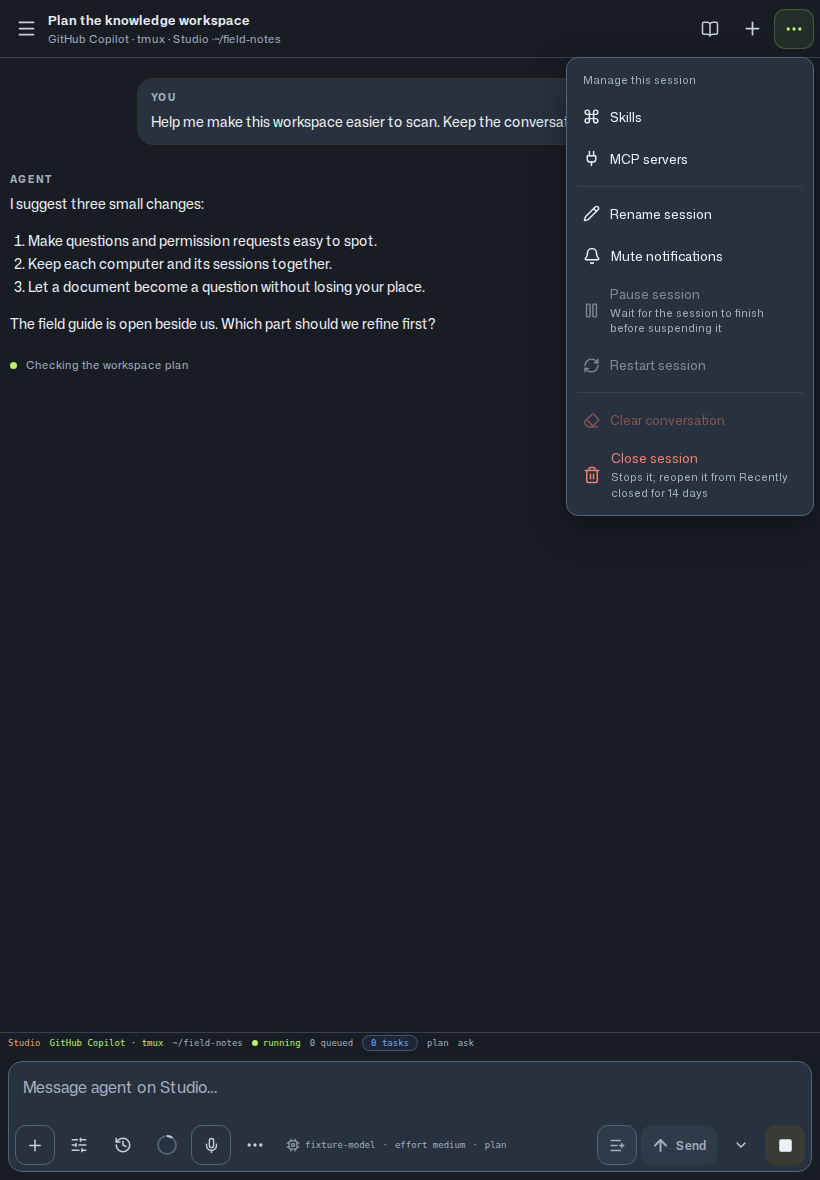 Plan the knowledge workspace
GitHub Copilot · tmux · Studio ·~/field-notes
Manage this session
Skills
MCP servers
Rename session
Mute notifications
Pause session
Wait for the session to finish
before suspending it
Restart session
Clear conversation
Close session
Stops it; reopen it from Recently
closed for 14 days
YOU
Help me make this workspace easier to scan. Keep the
AGENT
I suggest three small changes:
1. Make questions and permission requests easy to spot.
2. Keep each computer and its sessions together.
3. Let a document become a question without losing your place.
The field guide is open beside us. Which part should we refine first?
Checking the workspace plan
Studio GitHub Copilot · tmux ~/field-notes running 0 queued 0 tasks plan ask
Message agent on Studio...
fixture-model · effort medium · plan
Send